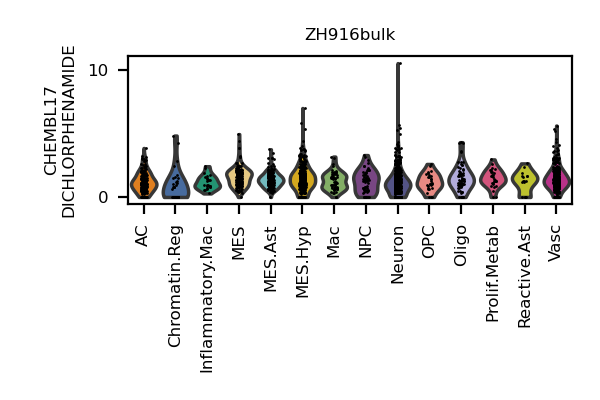 ZH916bulk
CHEMBL17
DICHLORPHENAMIDE
10
0
AC
Chromatin.Reg
Inflammatory.Mac
MES
MES.Ast
MES.Hyp
Mac
NPC
Neuron
OPC
Oligo
Prolif.Metab
Reactive.Ast
Vasc